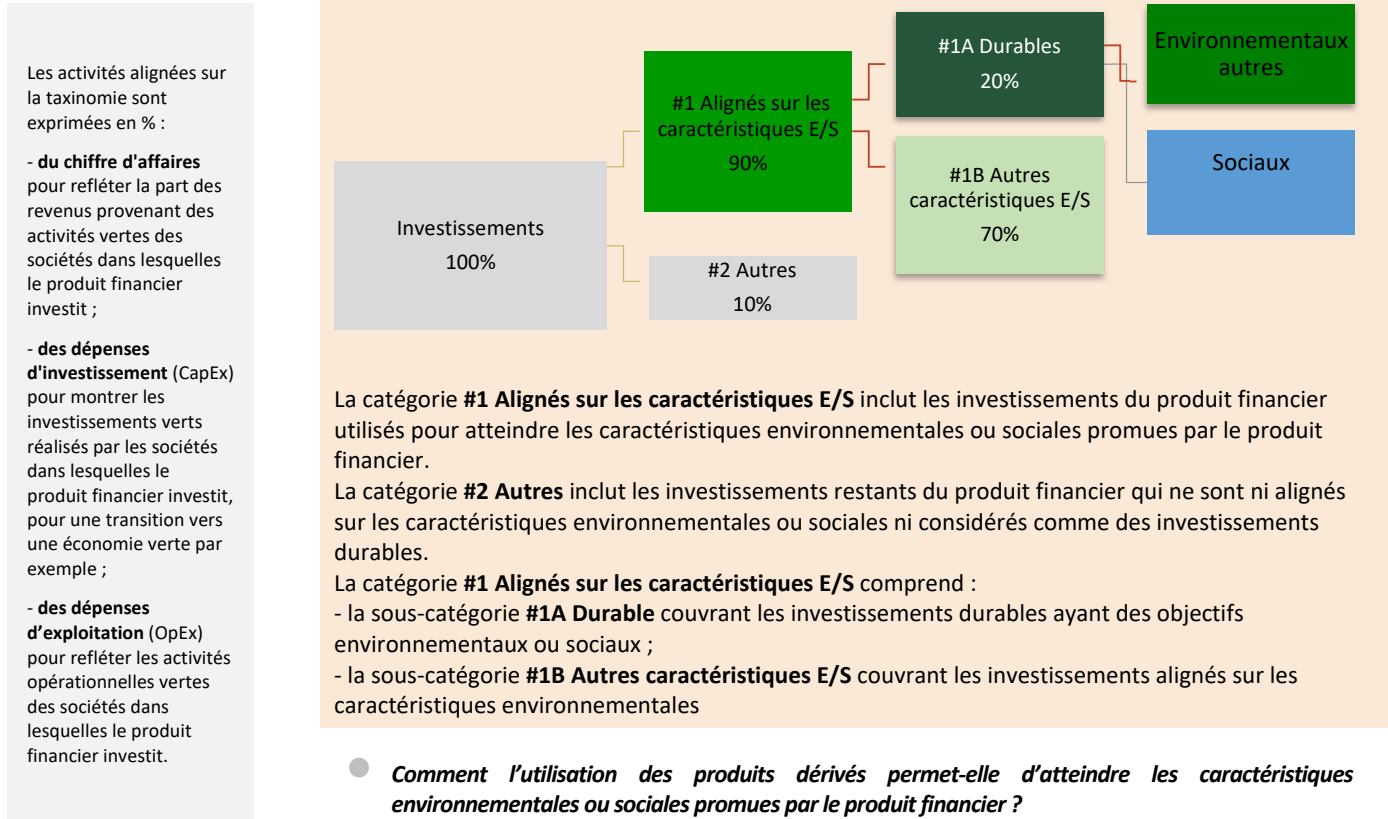 Les activités alignées sur
la taxinomie sont
exprimées en % :
- du chiffre d'affaires
pour refléter la part des
revenus provenant des
activités vertes des
sociétés dans lesquelles
le produit financier
investit ;
- des dépenses
d'investissement (CapEx)
pour montrer les
investissements verts
réalisés par les sociétés
dans lesquelles le
produit financier investit,
pour une transition vers
une économie verte par
exemple ;
- des dépenses
d’exploitation (OpEx)
pour refléter les activités
opérationnelles vertes
des sociétés dans
lesquelles le produit
financier investit.
Investissements
100%
#1 Alignés sur les
caractéristiques E/S
90%
#2 Autres
10%
#1A Durables
20%
#1B Autres
caractéristiques E/S
70%
Environnementaux
autres
Sociaux
La catégorie #1 Alignés sur les caractéristiques E/S inclut les investissements du produit financier
utilisés pour atteindre les caractéristiques environnementales ou sociales promues par le produit
financier.
La catégorie #2 Autres inclut les investissements restants du produit financier qui ne sont ni alignés
sur les caractéristiques environnementales ou sociales ni considérés comme des investissements
durables.
La catégorie #1 Alignés sur les caractéristiques E/S comprend :
- la sous-catégorie #1A Durable couvrant les investissements durables ayant des objectifs
environnementaux ou sociaux ;
- la sous-catégorie #1B Autres caractéristiques E/S couvrant les investissements alignés sur les
caractéristiques environnementales
Comment l’utilisation des produits dérivés permet-elle d’atteindre les caractéristiques
environnementales ou sociales promues par le produit financier ?